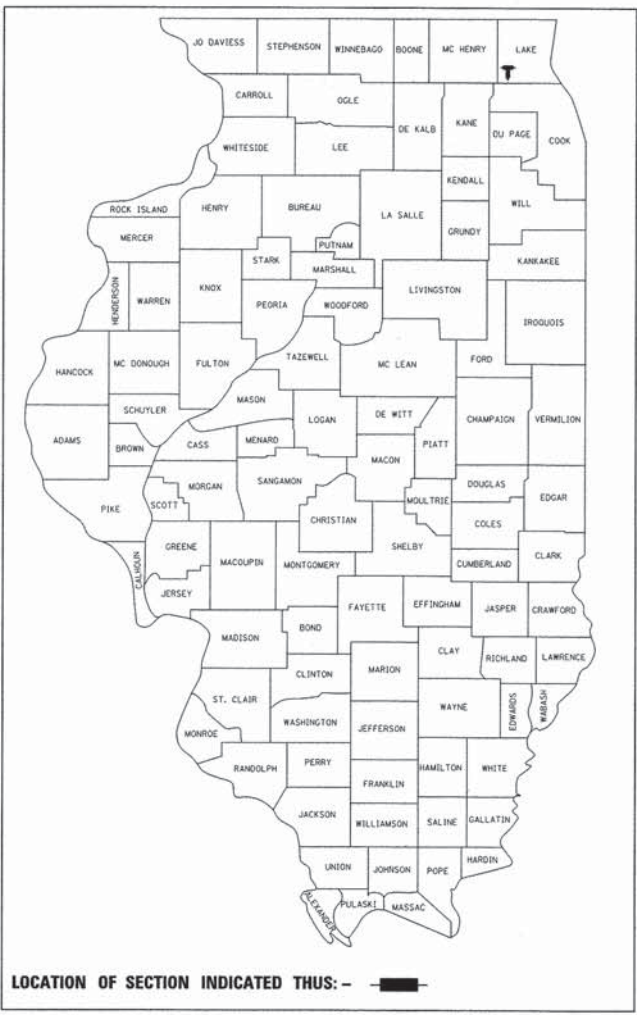 JO DAVIESS
STEPHENSON
WINNEBAGO
BOONE
MC HENRY
LAKE
CARROLL
OGLE
DE KALB
KANE
DU PAGE
COOK
WHITESIDE
LEE
KENDALL
WILL
ROCK ISLAND
HENRY
BUREAU
LA SALLE
GRUNDY
MERCER
PUTNAM
STARK
MARSHALL
KANKAKEE
HENDERSON
WARREN
KNOX
PEORIA
WOODFORD
LIVINGSTON
IROQUOIS
HANCOCK
MC DONOUGH
FULTON
TAZEWELL
MC LEAN
FORD
SCHUYLER
MASON
LOGAN
DE WITT
CHAMPAIGN
VERMILION
ADAMS
BROWN
CASS
MENARD
MACON
PIATT
PIKE
SCOTT
MORGAN
SANGAMON
CHRISTIAN
MOULTRIE
DOUGLAS
EDGAR
COLES
CALHOUN
GREENE
MACOUPIN
MONTGOMERY
SHELBY
CUMBERLAND
CLARK
JERSEY
FAYETTE
EFFINGHAM
JASPER
CRAWFORD
MADISON
BOND
CLAY
RICHLAND
LAWRENCE
CLINTON
MARION
ST. CLAIR
WAYNE
EDWARDS
WABASH
MONROE
WASHINGTON
JEFFERSON
RANDOLPH
PERRY
HAMILTON
WHITE
FRANKLIN
JACKSON
WILLIAMSON
SALINE
GALLATIN
UNION
JOHNSON
POPE
HARDIN
ALEXANDER
PULASKI
MASSAC
LOCATION OF SECTION INDICATED THUS: –